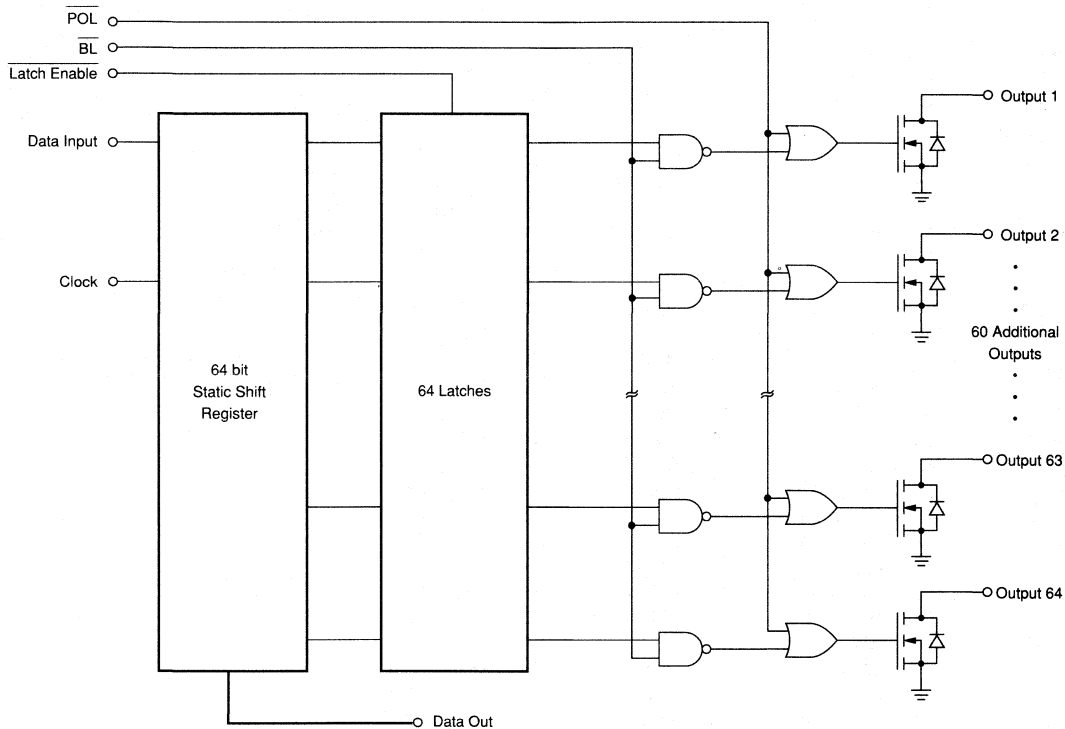 POL
BL
Latch Enable
Output 1
Data Input
Output 2
Clock
60 Additional
Outputs
64 bit
Static Shift
Register
64 Latches
Output 63
Output 64
Data Out